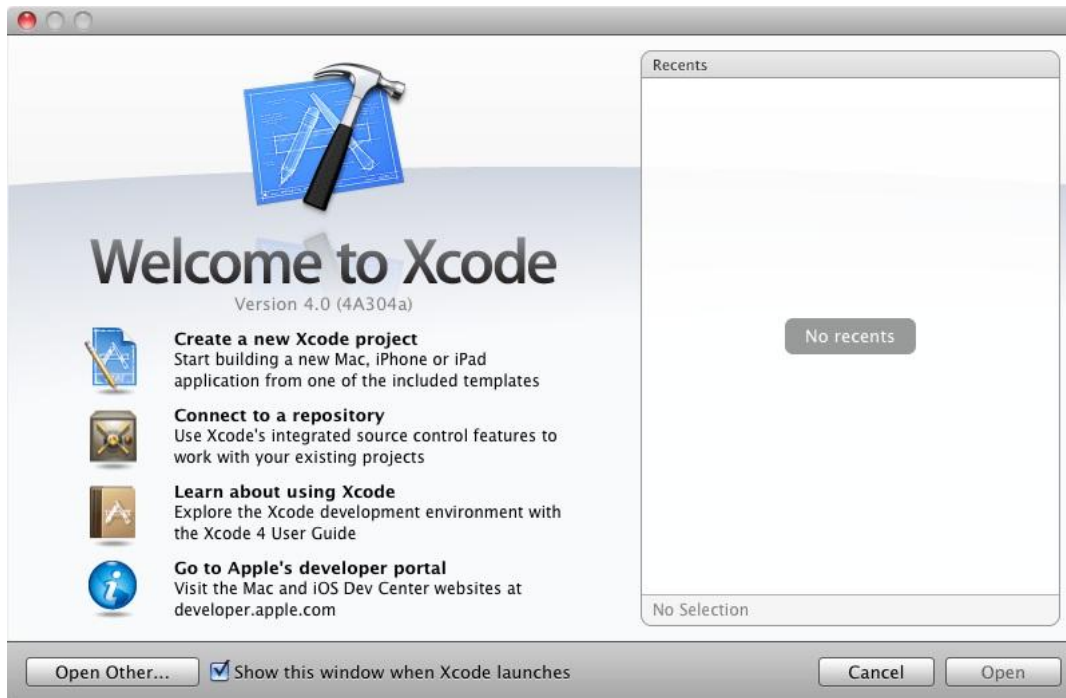 Welcome to Xcode
Version 4.0 (4A304a)
Create a new Xcode project
Start building a new Mac, iPhone or iPad
application from one of the included templates
Connect to a repository
Use Xcode's integrated source control features to
work with your existing projects
Learn about using Xcode
Explore the Xcode development environment with
the Xcode 4 User Guide
Go to Apple's developer portal
Visit the Mac and iOS Dev Center websites at
developer.apple.com
Recents
No recents
No Selection
Open Other...
Show this window when Xcode launches
Cancel
Open